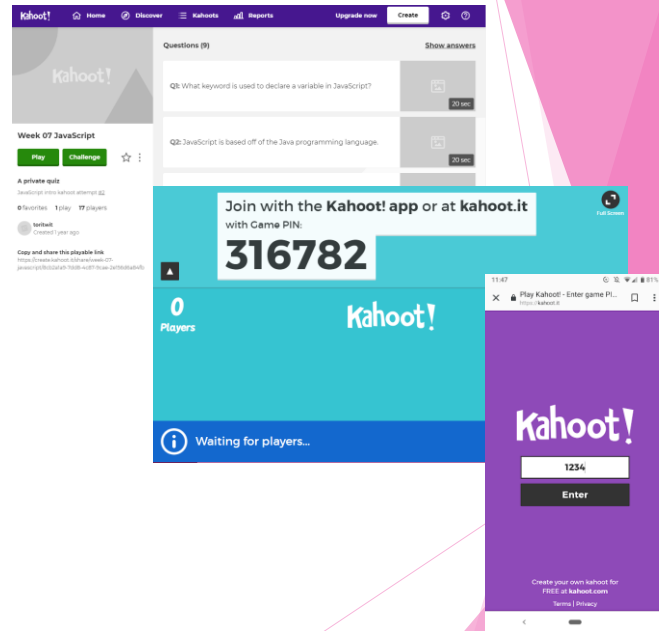 Kahoot!
Home
Discover
Kahoots
Reports
Upgrade now
Create
Kahoot!
Week 07 JavaScript
Play
Challenge
A private quiz
JavaScript intro kahoot attempt #2
0 favorites 1 play 17 players
toritwit
Created 1 year ago
Copy and share this playable link
Questions (9)
Show answers
Q1: What keyword is used to declare a variable in JavaScript?
20 sec
Q2: JavaScript is based off of the Java programming language.
20 sec
Join with the Kahoot! app or at kahoot.it
with Game PIN:
316782
Full Screen
0
Players
Kahoot!
Waiting for players...
11:47
81%
Play Kahoot! - Enter game PI...
https://kahoot.it
Kahoot!
1234
Enter
Create your own kahoot for
FREE at kahoot.com
Terms | Privacy